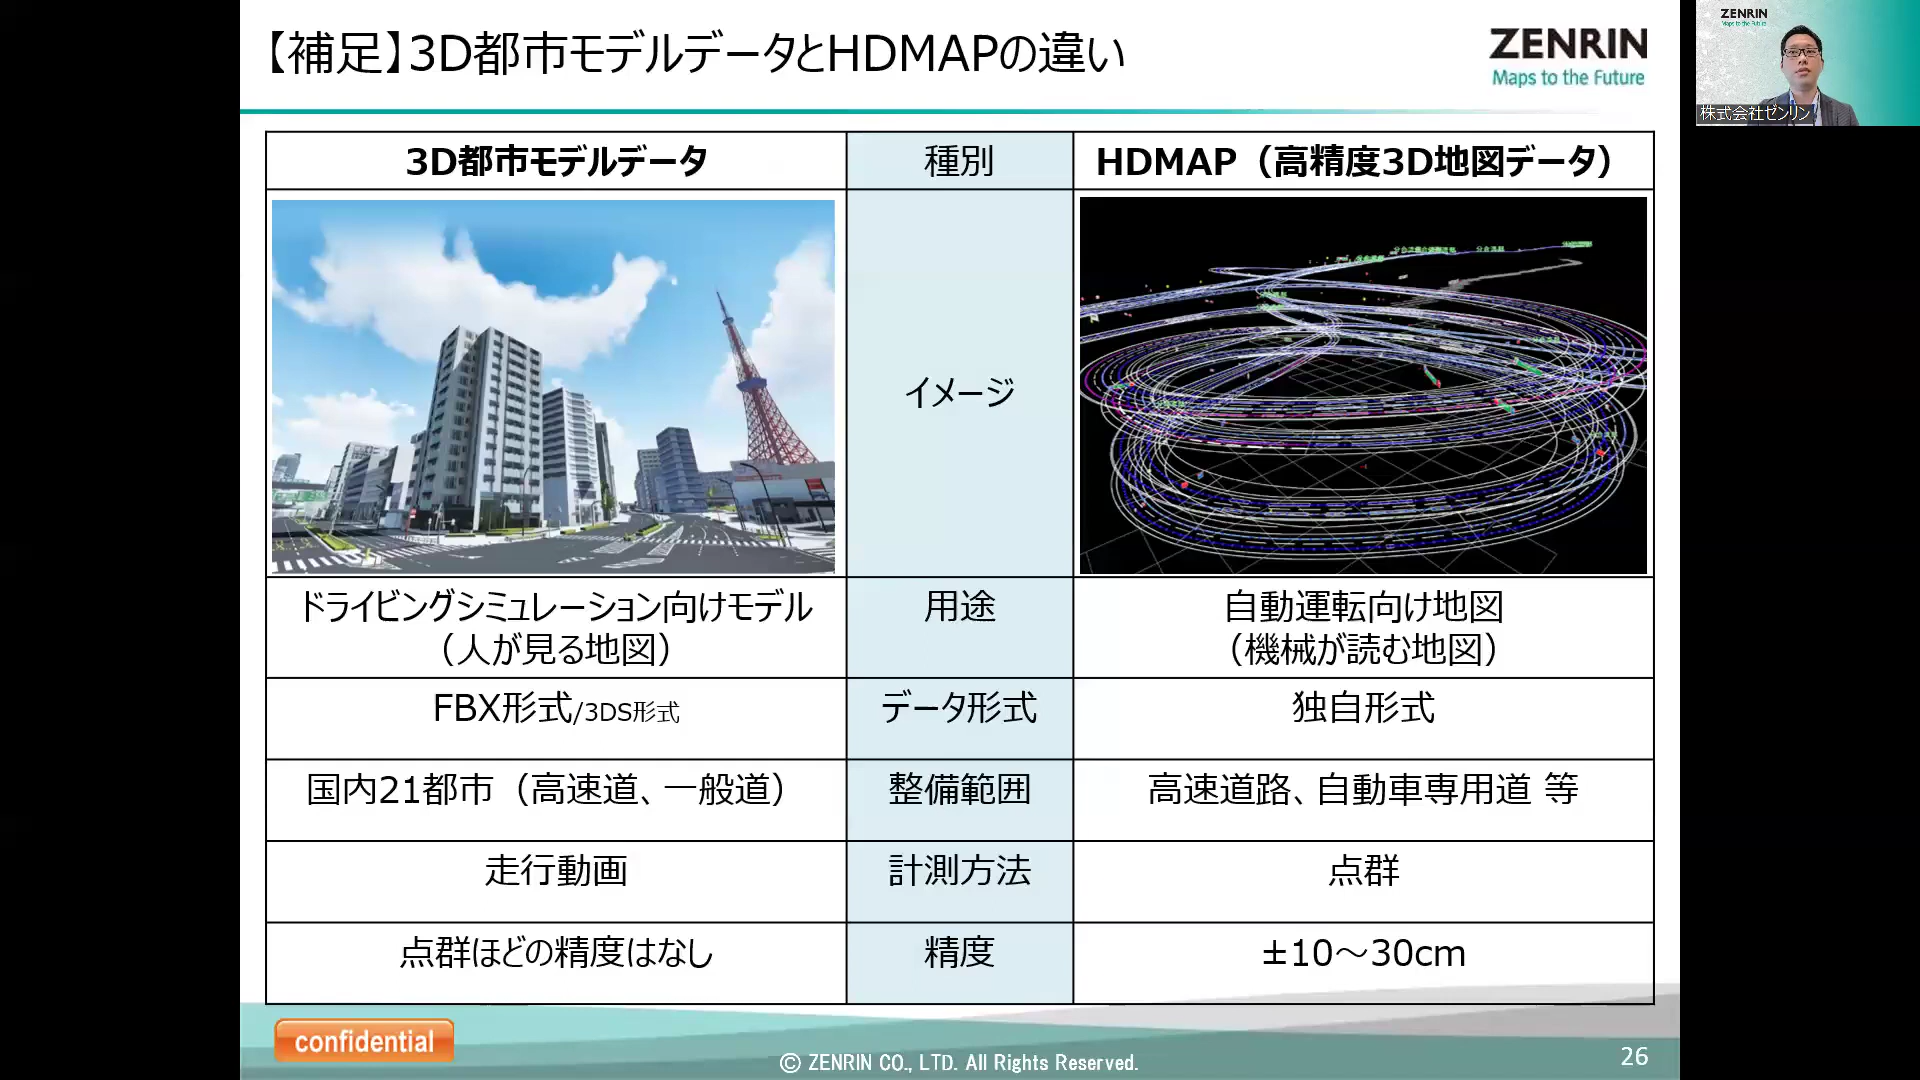 【補足】3D都市モデルデータとHDMAPの違い
ZENRIN
Maps to the Future
ZENRIN
Maps to the Future
株式会社ゼンリン
3D都市モデルデータ
種別
HDMAP（高精度3D地図データ）
イメージ
ドライビングシミュレーション向けモデル
（人が見る地図）
用途
自動運転向け地図
（機械が読む地図）
FBX形式/3DS形式
データ形式
独自形式
国内21都市（高速道、一般道）
整備範囲
高速道路、自動車専用道 等
走行動画
計測方法
点群
点群ほどの精度はなし
精度
±10～30cm
confidential
© ZENRIN CO., LTD. All Rights Reserved.
26